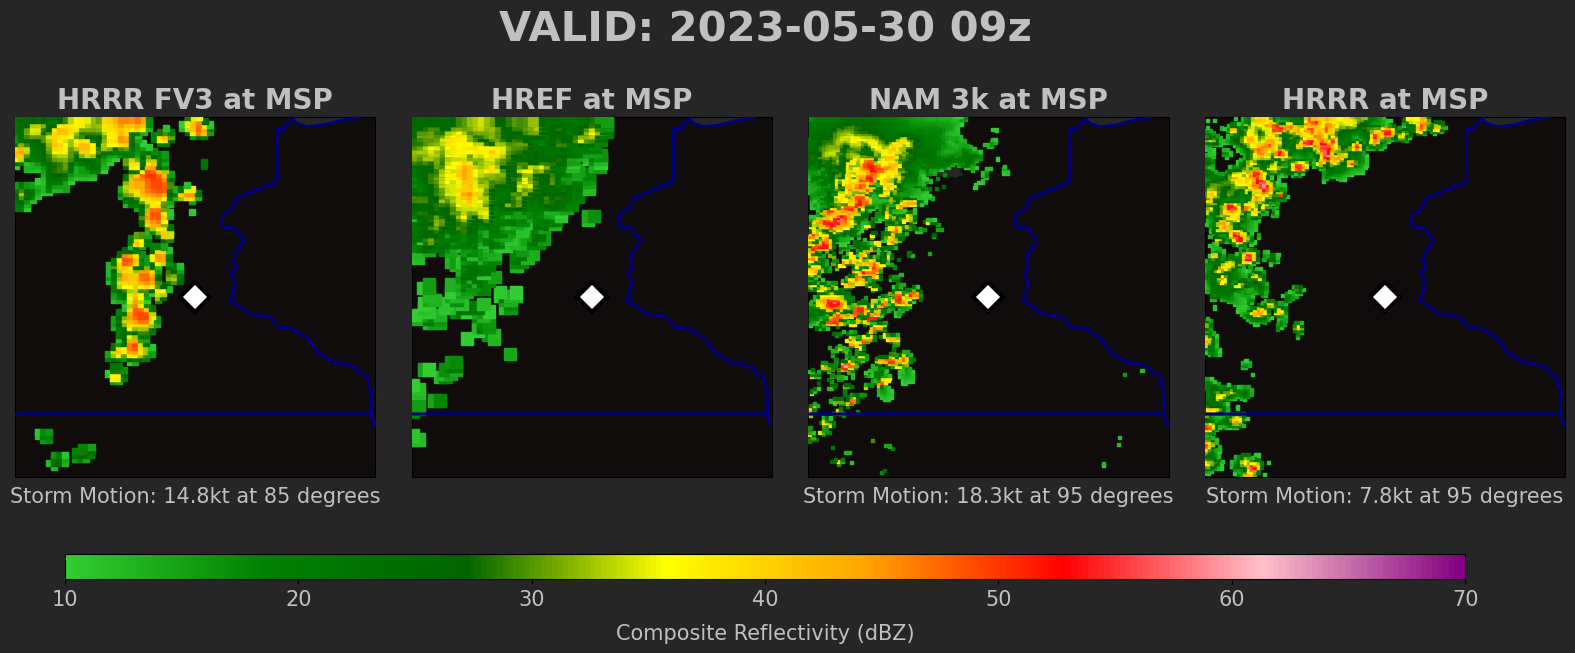 VALID: 2023-05-30 09z
HRRR FV3 at MSP
HREF at MSP
NAM 3k at MSP
HRRR at MSP
Storm Motion: 14.8kt at 85 degrees
Storm Motion: 18.3kt at 95 degrees
Storm Motion: 7.8kt at 95 degrees
10 20 30 40 50 60 70
Composite Reflectivity (dBZ)